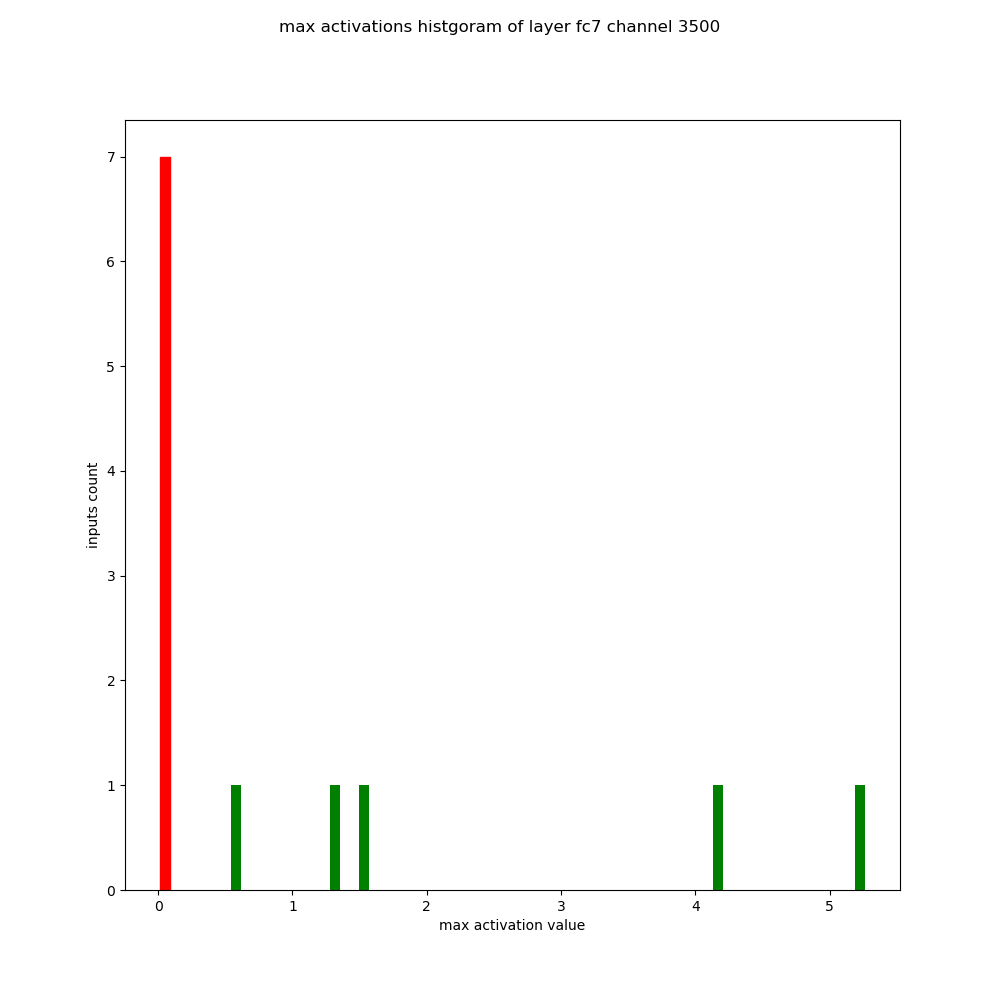 max activations histgoram of layer fc7 channel 3500
7
6
5
4
3
2
1
0
inputs count
0 1 2 3 4 5
max activation value